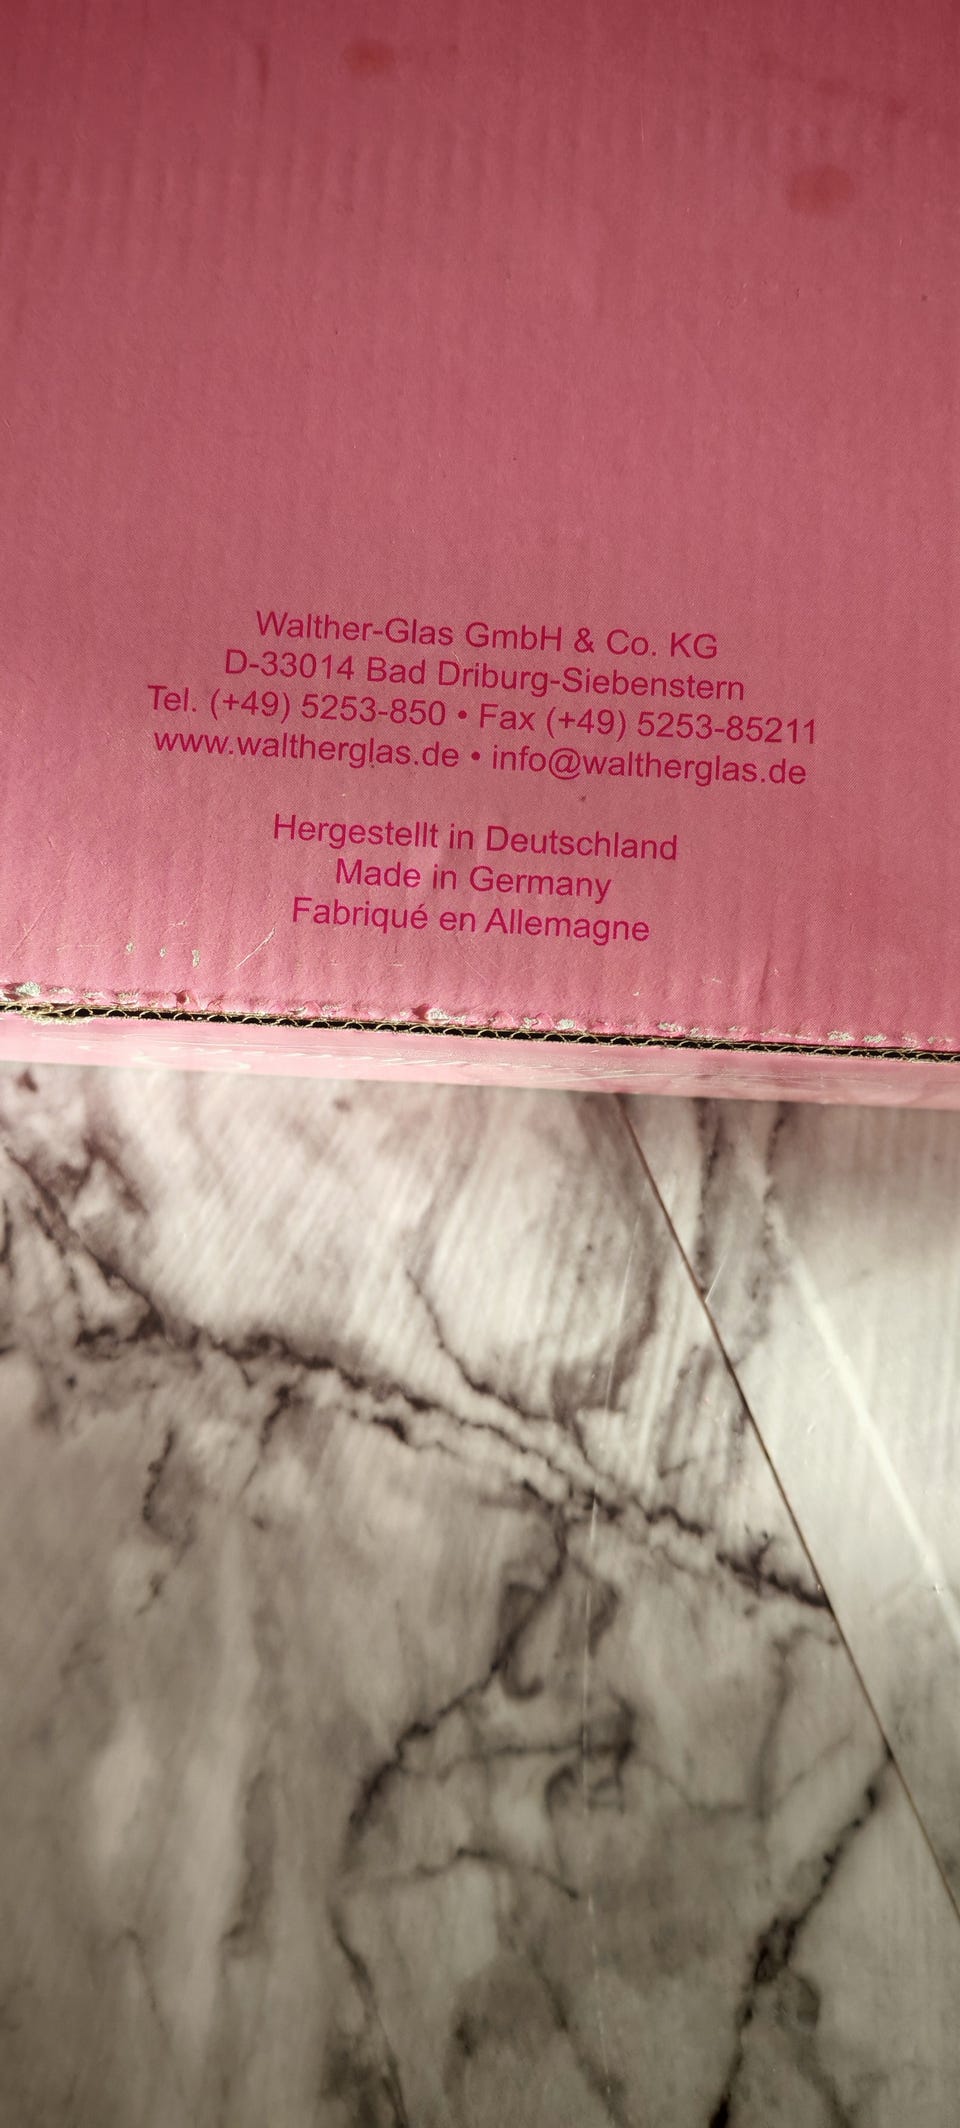 Walther-Glas GmbH & Co. KG
D-33014 Bad Driburg-Siebenstern
Tel. (+49) 5253-850 • Fax (+49) 5253-85211
www.waltherglas.de • info@waltherglas.de
Hergestellt in Deutschland
Made in Germany
Fabriqué en Allemagne